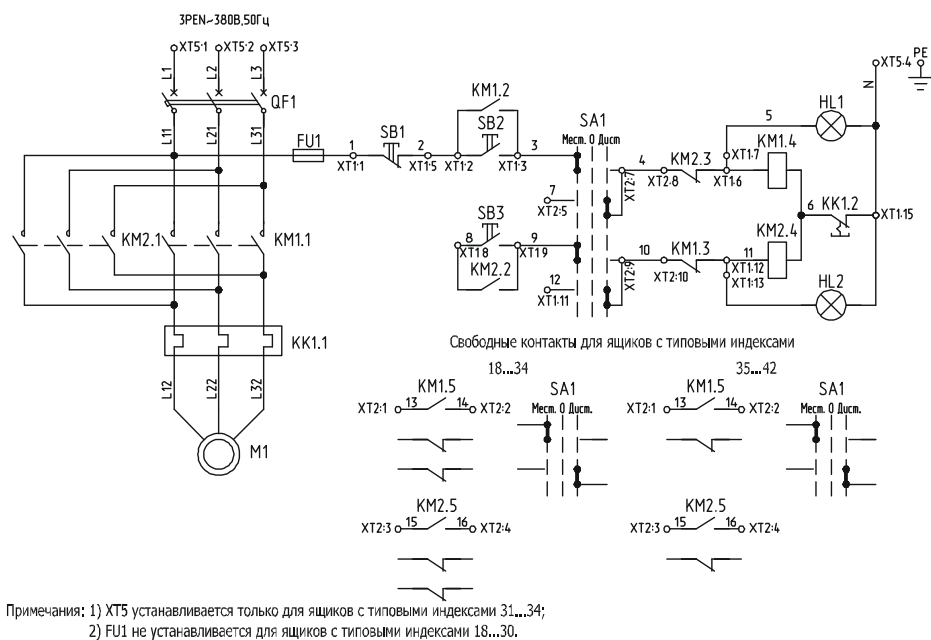 3PEN~380В,50Гц
XT5:1 XT5:2 XT5:3
L1 L2 L3
QF1
L11 L21 L31
FU1
1 XT1:1
SB1
2 XT1:5
XT1:2
KM1.2
SB2
3 XT1:3
SA1
Мест. О Дист
7 XT2:5
4 XT2:7
XT2:8
KM2.3
XT1:7
XT1:6
5
HL1
KM1.4
N
XT5:4
PE
6
KK1.2
XT1:15
KM2.1 KM1.1
SB3
8 XT1.8
9 XT1.9
KM2.2
12 XT1:11
10 XT2:9
XT2:10
KM1.3
11 XT1:12
XT1:13
KM2.4
HL2
KK1.1
L12 L22 L32
M1
Свободные контакты для ящиков с типовыми индексами
18...34 35...42
KM1.5 SA1 KM1.5 SA1
Мест. О Дист. Мест. О Дист.
XT2:1 13 14 XT2:2 XT2:1 13 14 XT2:2
KM2.5 KM2.5
XT2:3 15 16 XT2:4 XT2:3 15 16 XT2:4
Примечания: 1) XT5 устанавливается только для ящиков с типовыми индексами 31...34;
2) FU1 не устанавливается для ящиков с типовыми индексами 18...30.